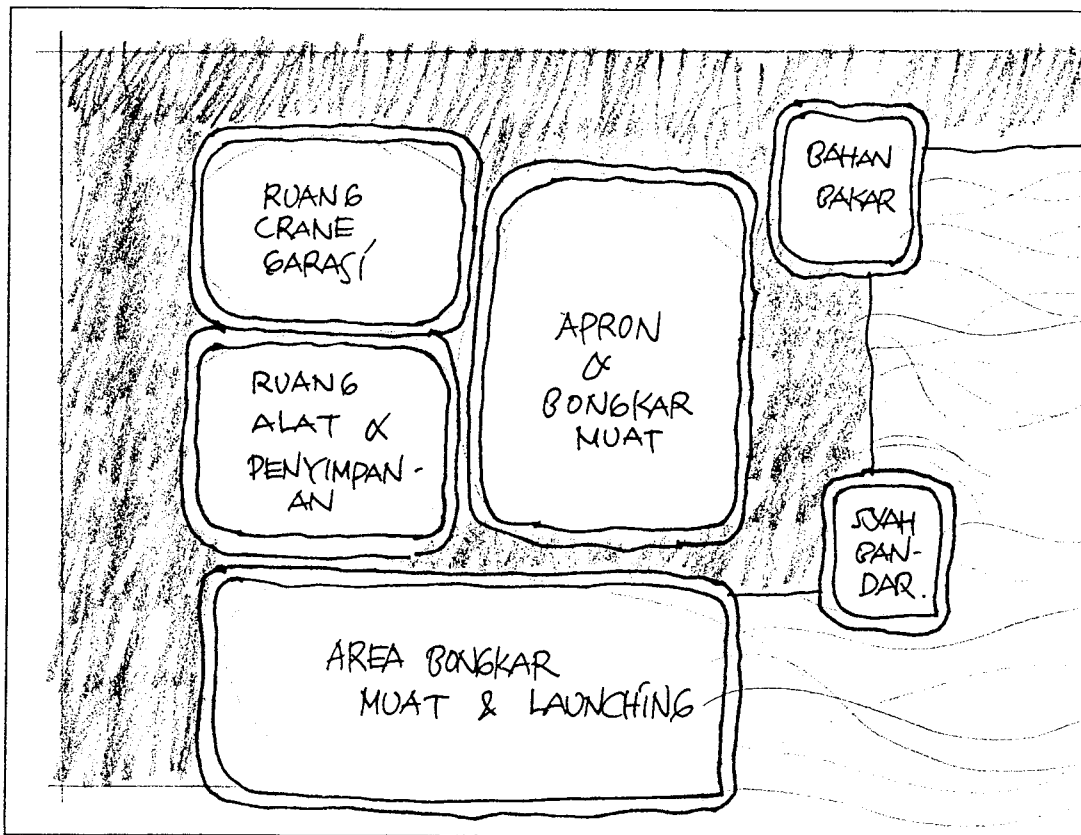 RUANG
CRANE
GARASI
RUANG
ALAT &
PENYIMPAN-
AN
APRON
&
BONGKAR
MUAT
BAHAN
BAKAR
SYAH
BAN-
DAR.
AREA BONGKAR
MUAT & LAUNCHING